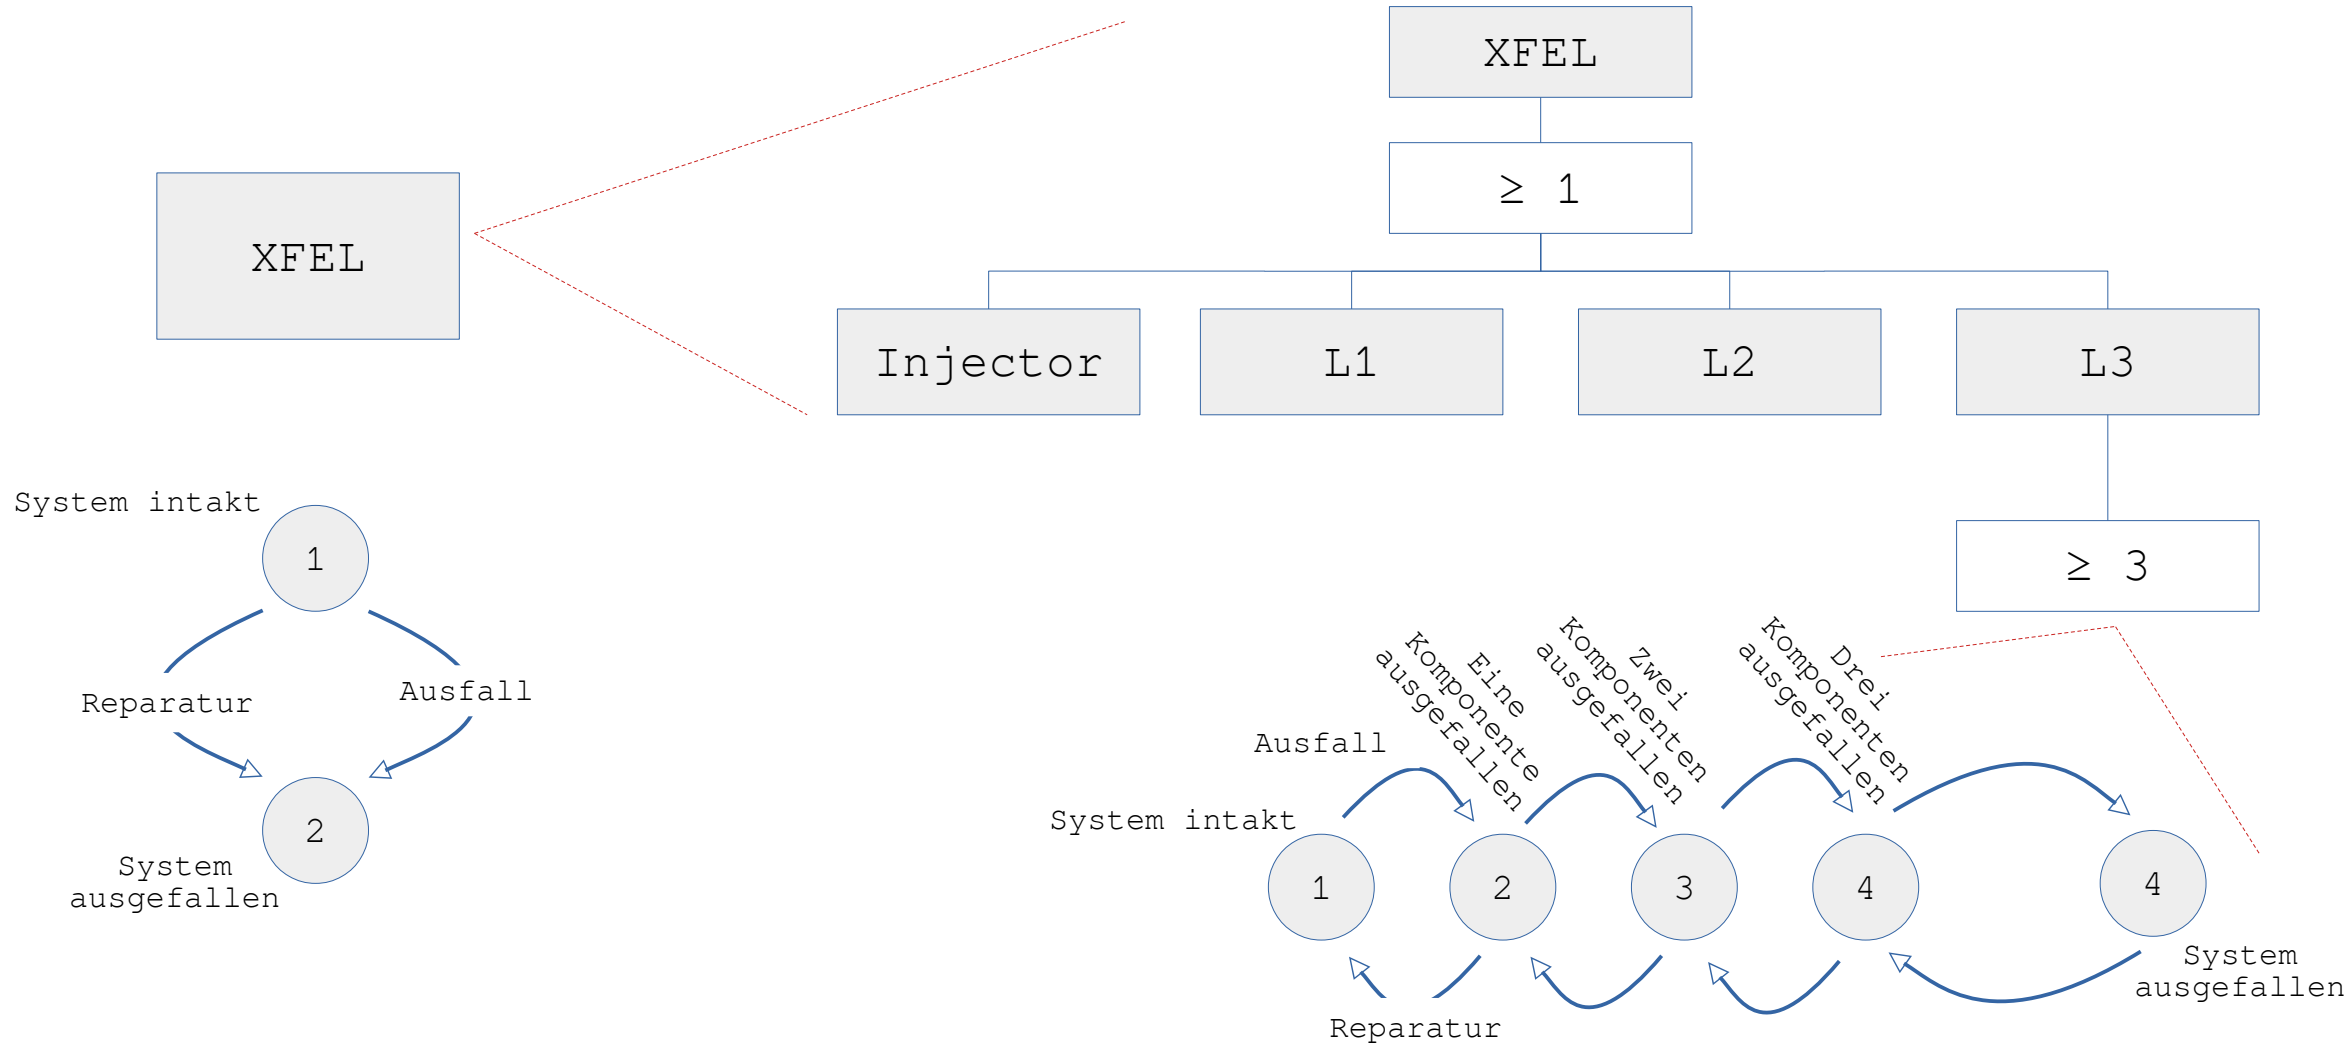 XFEL
≥ 1
XFEL
Injector
L1
L2
L3
≥ 3
System intakt
1
Reparatur
Ausfall
2
System
ausgefallen
Eine
Komponente
ausgefallen
Zwei
Komponenten
ausgefallen
Drei
Komponenten
ausgefallen
Ausfall
System intakt
1
2
3
4
4
System
ausgefallen
Reparatur